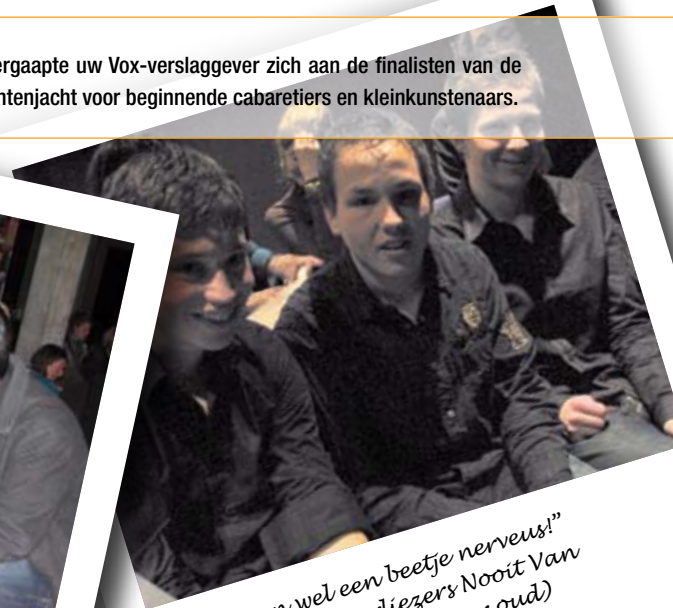 ergaapte uw Vox-verslaggever zich aan de finalisten van de
ntenjacht voor beginnende cabaretiers en kleinkunstenaars.
wel een beetje nerveus!”
diezers Nooit Van
oud)